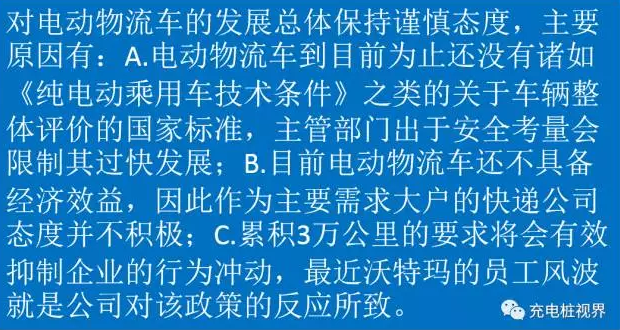 对电动物流车的发展总体保持谨慎态度，主要
原因有：A.电动物流车到目前为止还没有诸如
《纯电动乘用车技术条件》之类的关于车辆整
体评价的国家标准，主管部门出于安全考量会
限制其过快发展；B.目前电动物流车还不具备
经济效益，因此作为主要需求大户的快递公司
态度并不积极；C.累积3万公里的要求将会有效
抑制企业的行为冲动，最近沃特玛的员工风波
就是公司对该政策的反应所致。
充电桩视界